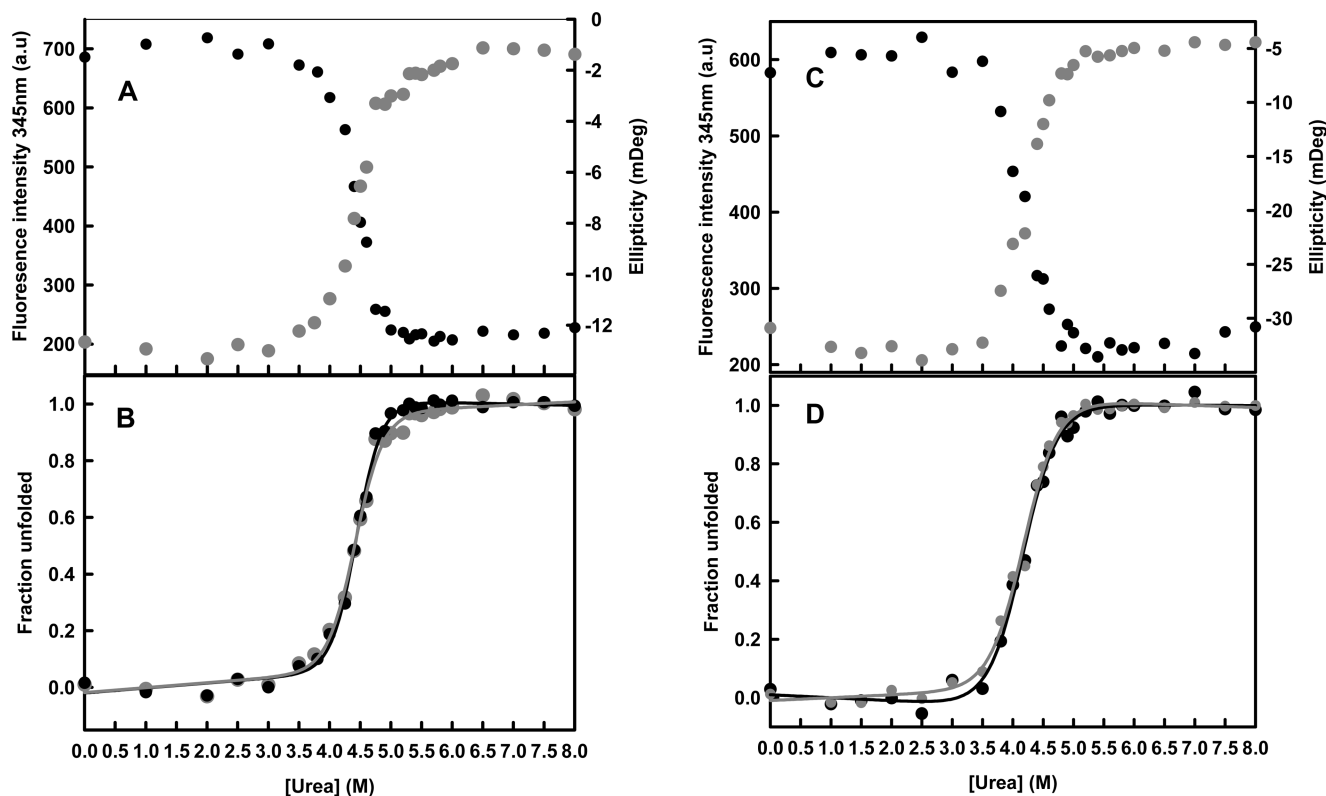 A
Fluoresence intensity 345nm (a.u)
700
600
500
400
300
200
0
-2
-4
-6
-8
-10
-12
Ellipticity (mDeg)
B
Fraction unfolded
1.0
0.8
0.6
0.4
0.2
0.0
0.0 0.5 1.0 1.5 2.0 2.5 3.0 3.5 4.0 4.5 5.0 5.5 6.0 6.5 7.0 7.5 8.0
[Urea] (M)
C
Fluorescence intensity 345nm (a.u)
600
500
400
300
200
-5
-10
-15
-20
-25
-30
Ellipticity (mDeg)
D
Fraction unfolded
1.0
0.8
0.6
0.4
0.2
0.0
0.0 0.5 1.0 1.5 2.0 2.5 3.0 3.5 4.0 4.5 5.0 5.5 6.0 6.5 7.0 7.5 8.0
[Urea] (M)